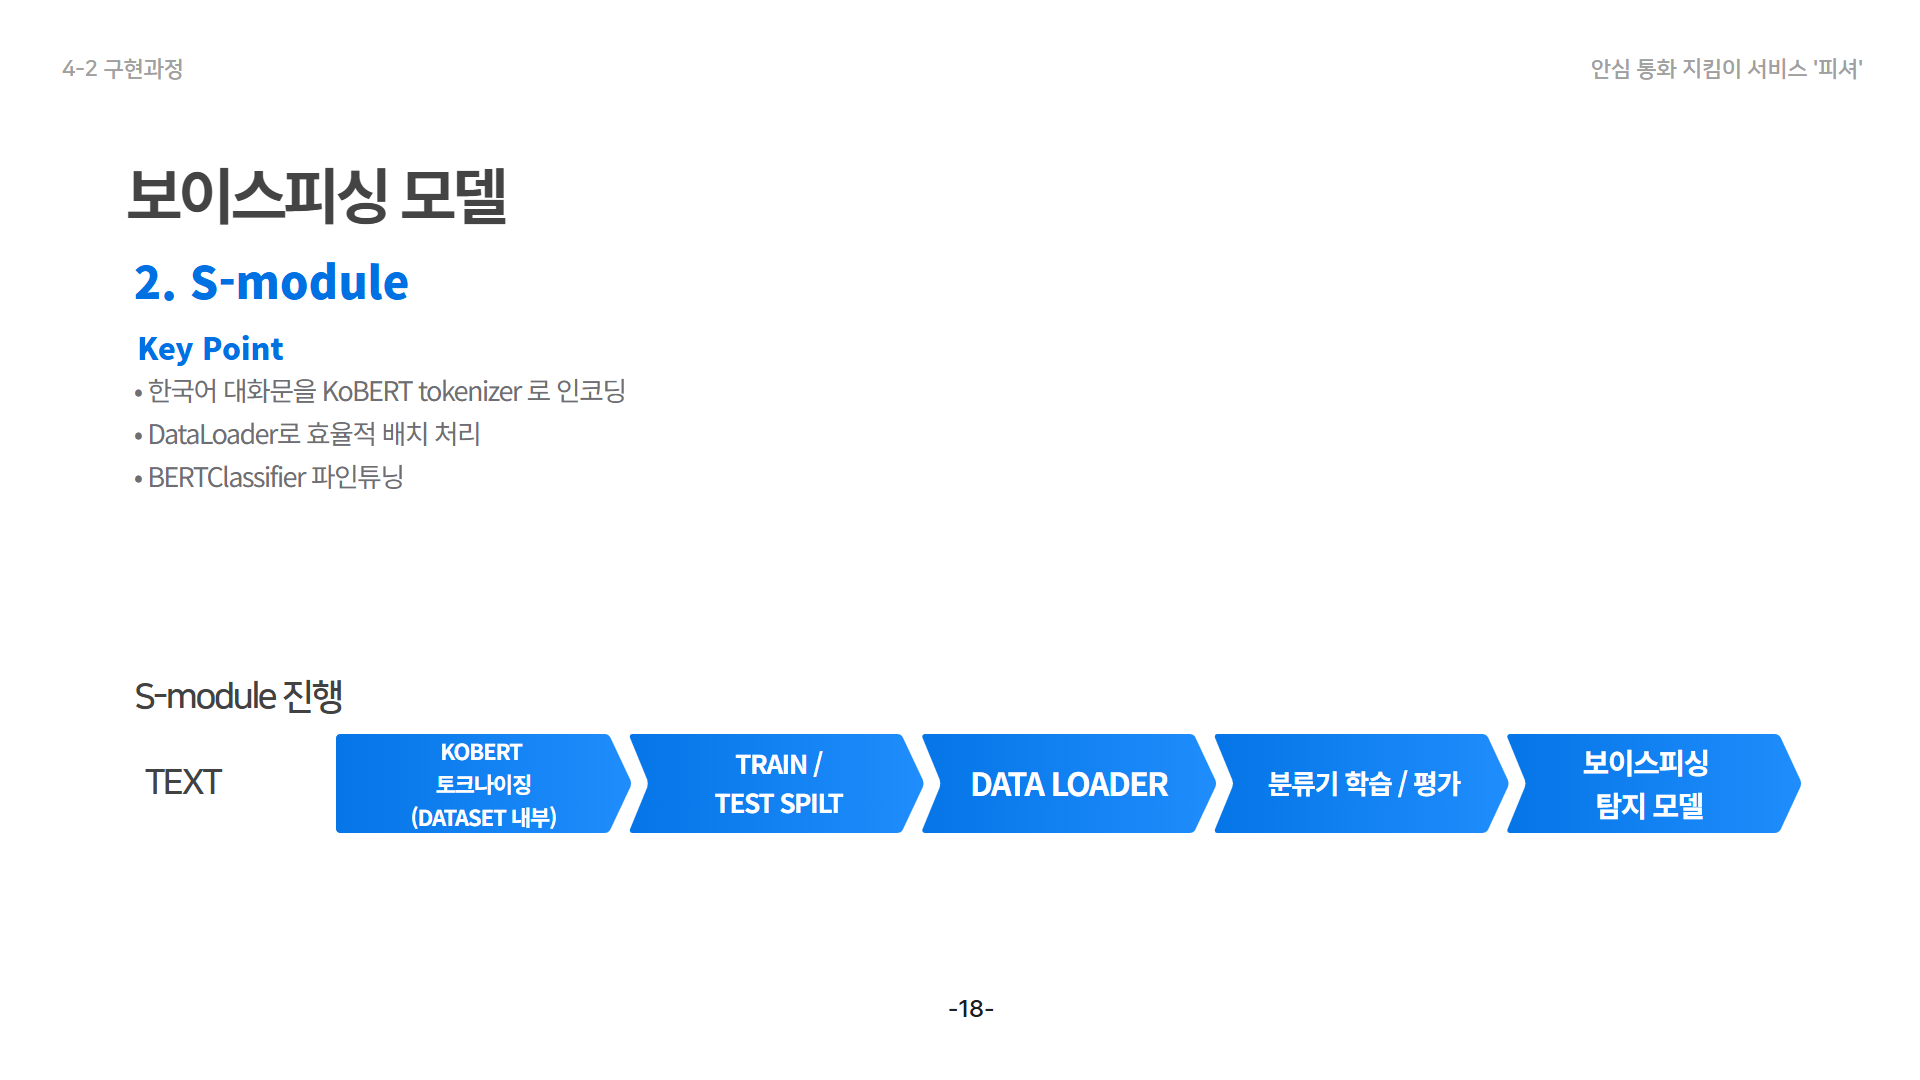 4-2 구현과정
안심 통화 지킴이 서비스 '피셔'
보이스피싱 모델
2. S-module
Key Point
• 한국어 대화문을 KoBERT tokenizer 로 인코딩
• DataLoader로 효율적 배치 처리
• BERTClassifier 파인튜닝
S-module 진행
TEXT
KOBERT
토크나이징
(DATASET 내부)
TRAIN /
TEST SPILT
DATA LOADER
분류기 학습 / 평가
보이스피싱
탐지 모델
-18-